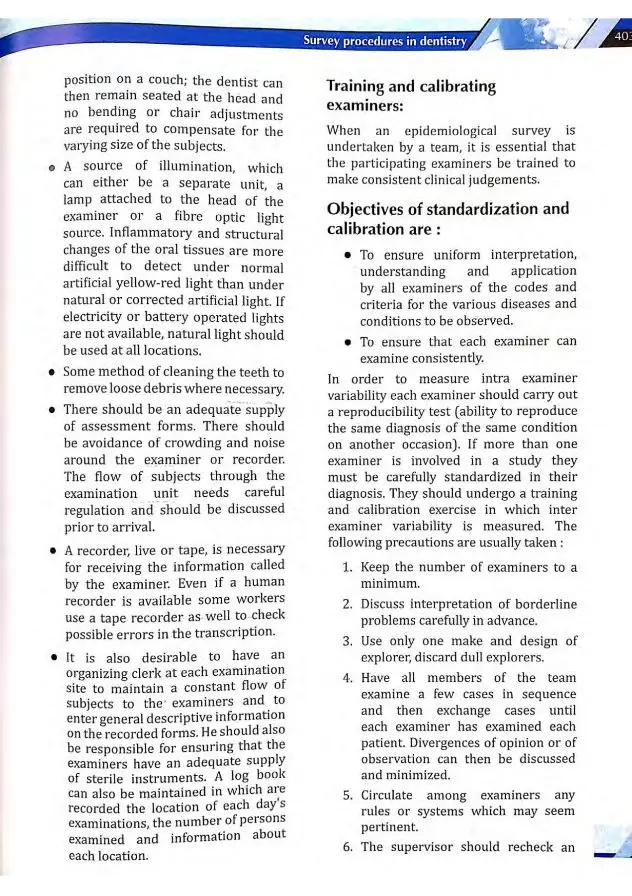 Survey procedures in dentistry
403
position on a couch; the dentist can
then remain seated at the head and
no bending or chair adjustments
are required to compensate for the
varying size of the subjects.
● A source of illumination, which
can either be a separate unit, a
lamp attached to the head of the
examiner or a fibre optic light
source. Inflammatory and structural
changes of the oral tissues are more
difficult to detect under normal
artificial yellow-red light than under
natural or corrected artificial light. If
electricity or battery operated lights
are not available, natural light should
be used at all locations.
● Some method of cleaning the teeth to
remove loose debris where necessary.
● There should be an adequate supply
of assessment forms. There should
be avoidance of crowding and noise
around the examiner or recorder.
The flow of subjects through the
examination unit needs careful
regulation and should be discussed
prior to arrival.
● A recorder, live or tape, is necessary
for receiving the information called
by the examiner. Even if a human
recorder is available some workers
use a tape recorder as well to check
possible errors in the transcription.
● It is also desirable to have an
organizing clerk at each examination
site to maintain a constant flow of
subjects to the examiners and to
enter general descriptive information
on the recorded forms. He should also
be responsible for ensuring that the
examiners have an adequate supply
of sterile instruments. A log book
can also be maintained in which are
recorded the location of each day's
examinations, the number of persons
examined and information about
each location.
Training and calibrating
examiners:
When an epidemiological survey is
undertaken by a team, it is essential that
the participating examiners be trained to
make consistent clinical judgements.
Objectives of standardization and
calibration are :
● To ensure uniform interpretation,
understanding and application
by all examiners of the codes and
criteria for the various diseases and
conditions to be observed.
● To ensure that each examiner can
examine consistently.
In order to measure intra examiner
variability each examiner should carry out
a reproducibility test (ability to reproduce
the same diagnosis of the same condition
on another occasion). If more than one
examiner is involved in a study they
must be carefully standardized in their
diagnosis. They should undergo a training
and calibration exercise in which inter
examiner variability is measured. The
following precautions are usually taken :
1. Keep the number of examiners to a
minimum.
2. Discuss interpretation of borderline
problems carefully in advance.
3. Use only one make and design of
explorer, discard dull explorers.
4. Have all members of the team
examine a few cases in sequence
and then exchange cases until
each examiner has examined each
patient. Divergences of opinion or of
observation can then be discussed
and minimized.
5. Circulate among examiners any
rules or systems which may seem
pertinent.
6. The supervisor should recheck an